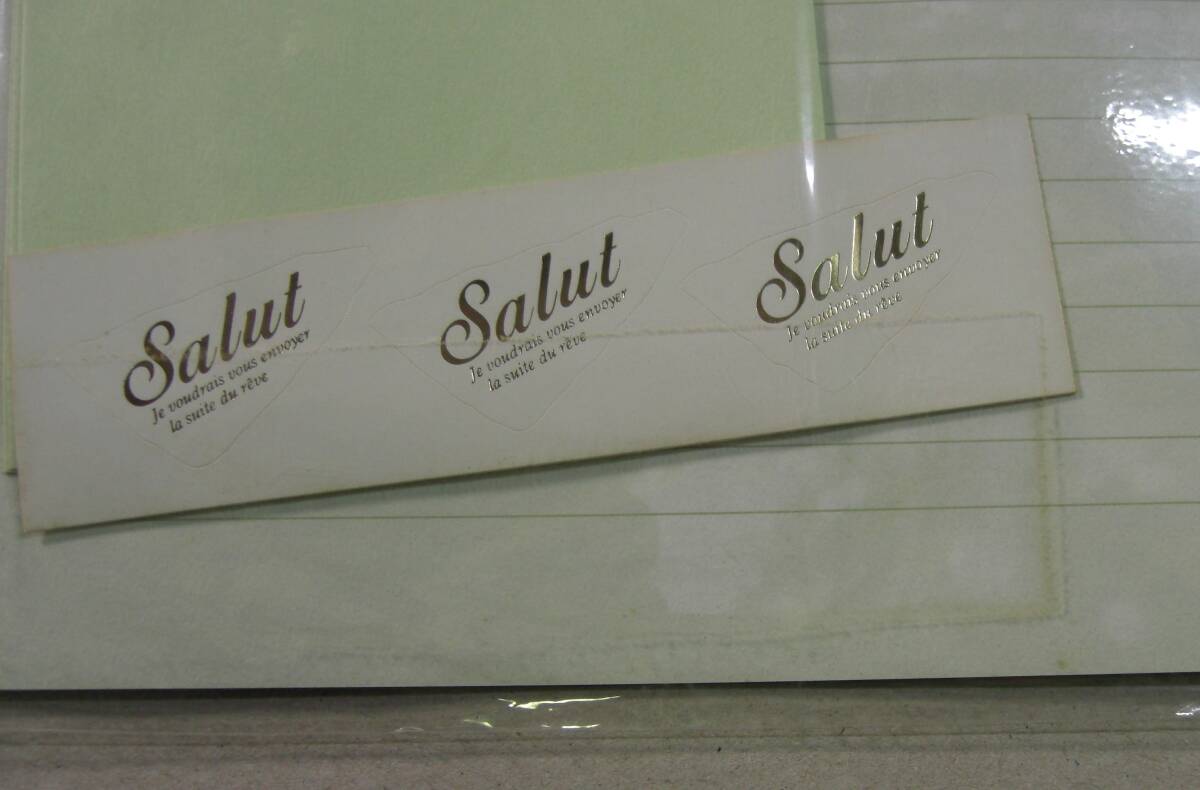 Salut
Je voudrais vous envoyer
la suite du rêve
Salut
Je voudrais vous envoyer
la suite du rêve
Salut
Je voudrais vous envoyer
la suite du rêve